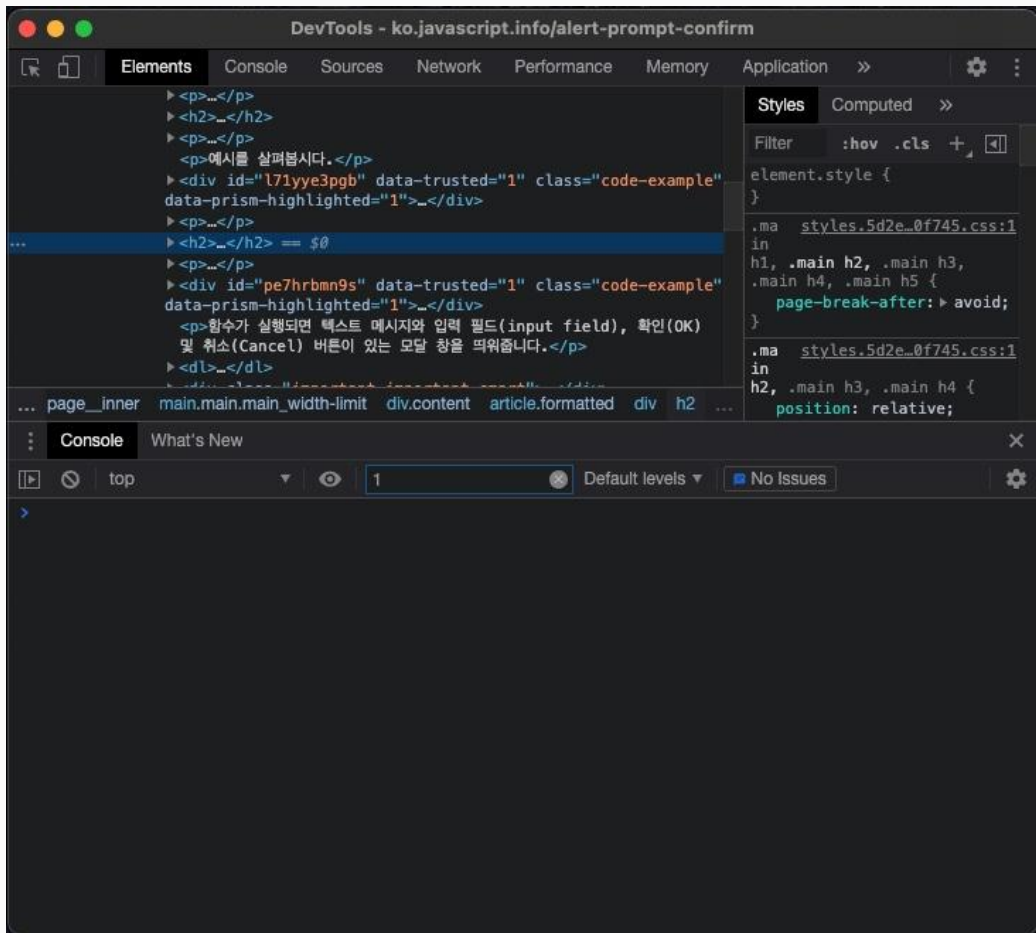 DevTools - ko.javascript.info/alert-prompt-confirm
Elements Console Sources Network Performance Memory Application »
<p>…</p>
<h2>…</h2>
<p>…</p>
<p>예시를 살펴봅시다.</p>
<div id="l71yye3pgb" data-trusted="1" class="code-example"
data-prism-highlighted="1">…</div>
<p>…</p>
… <h2>…</h2> == $0
<p>…</p>
<div id="pe7hrbmn9s" data-trusted="1" class="code-example"
data-prism-highlighted="1">…</div>
<p>함수가 실행되면 텍스트 메시지와 입력 필드(input field), 확인(OK)
및 취소(Cancel) 버튼이 있는 모달 창을 띄워줍니다.</p>
<dl>…</dl>
… page__inner main.main.main_width-limit div.content article.formatted div h2 …
Styles Computed »
Filter :hov .cls +
element.style {
}
.ma styles.5d2e…0f745.css:1
in
h1, .main h2, .main h3,
.main h4, .main h5 {
page-break-after: avoid;
}
.ma styles.5d2e…0f745.css:1
in
h2, .main h3, .main h4 {
position: relative;
Console What's New
top 1 Default levels No Issues
>